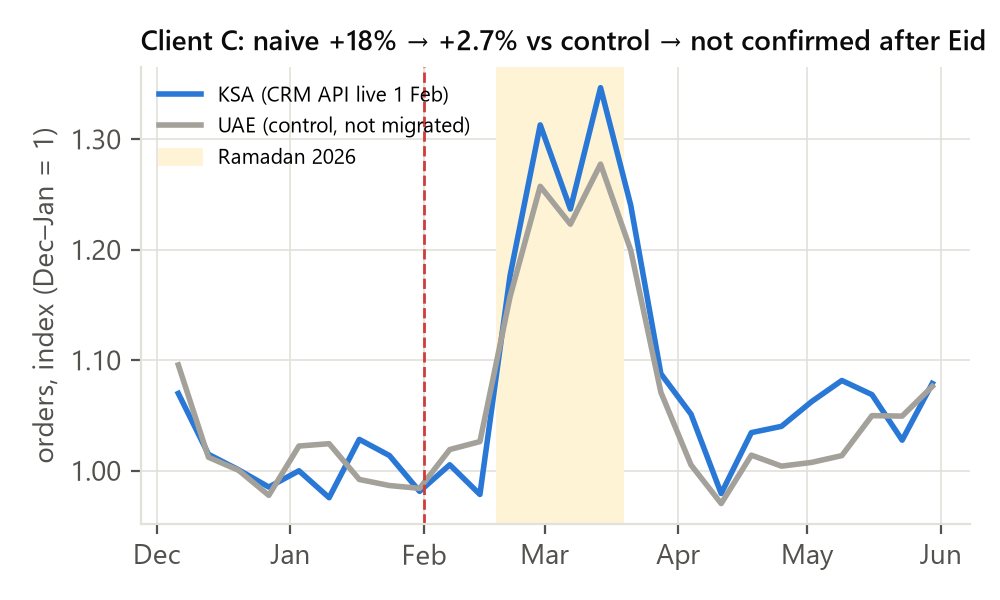 Client C: naive +18% → +2.7% vs control → not confirmed after Eid
KSA (CRM API live 1 Feb)
UAE (control, not migrated)
Ramadan 2026
orders, index (Dec–Jan = 1)
1.30
1.20
1.10
1.00
Dec Jan Feb Mar Apr May Jun